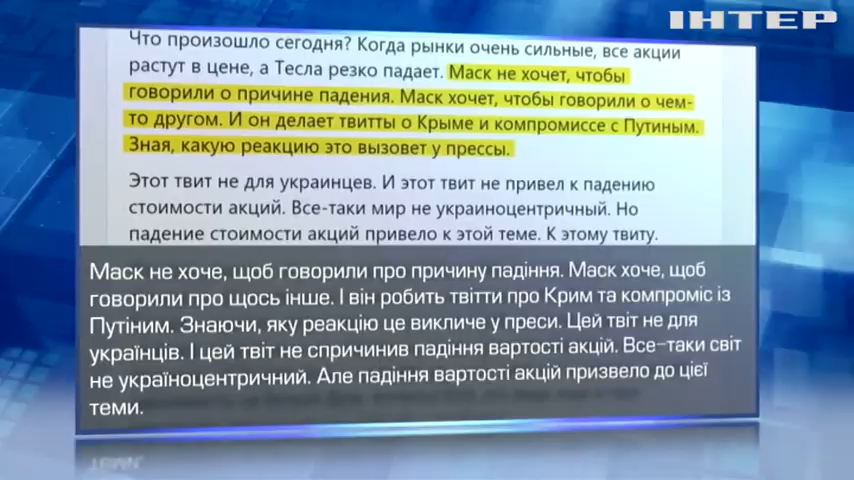 ІНТЕР
Что произошло сегодня? Когда рынки очень сильные, все акции
растут в цене, а Тесла резко падает. Маск не хочет, чтобы
говорили о причине падения. Маск хочет, чтобы говорили о чем-
то другом. И он делает твитты о Крыме и компромиссе с Путиным.
Зная, какую реакцию это вызовет у прессы.
Этот твит не для украинцев. И этот твит не привел к падению
стоимости акций. Все-таки мир не украиноцентричный. Но
падение стоимости акций привело к этой теме. К этому твиту.
Маск не хоче, щоб говорили про причину падіння. Маск хоче, щоб
говорили про щось інше. І він робить твітти про Крим та компроміс із
Путіним. Знаючи, яку реакцію це викличе у преси. Цей твіт не для
українців. І цей твіт не спричинив падіння вартості акцій. Все-таки світ
не україноцентричний. Але падіння вартості акцій призвело до цієї
теми.